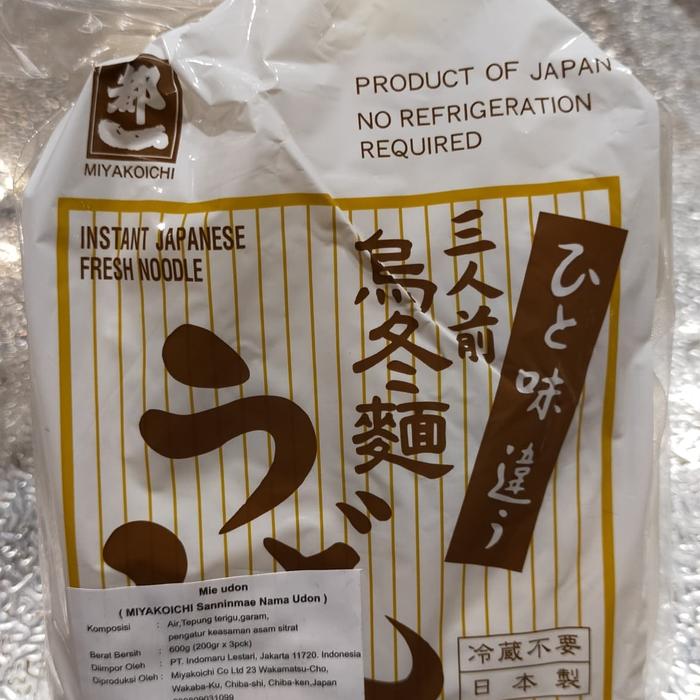 都一
MIYAKOICHI
PRODUCT OF JAPAN
NO REFRIGERATION
REQUIRED
INSTANT JAPANESE
FRESH NOODLE
三人前
烏冬麵
ひと味違う
うど
Mie udon
( MIYAKOICHI Sanninmae Nama Udon )
Komposisi : Air,Tepung terigu,garam,
pengatur keasaman asam sitrat
Berat Bersih : 600g (200gr x 3pck)
Diimpor Oleh : PT. Indomaru Lestari, Jakarta 11720. Indonesia
Diproduksi Oleh : Miyakoichi Co Ltd 23 Wakamatsu-Cho,
Wakaba-Ku, Chiba-shi, Chiba-ken,Japan
冷蔵不要
日本製